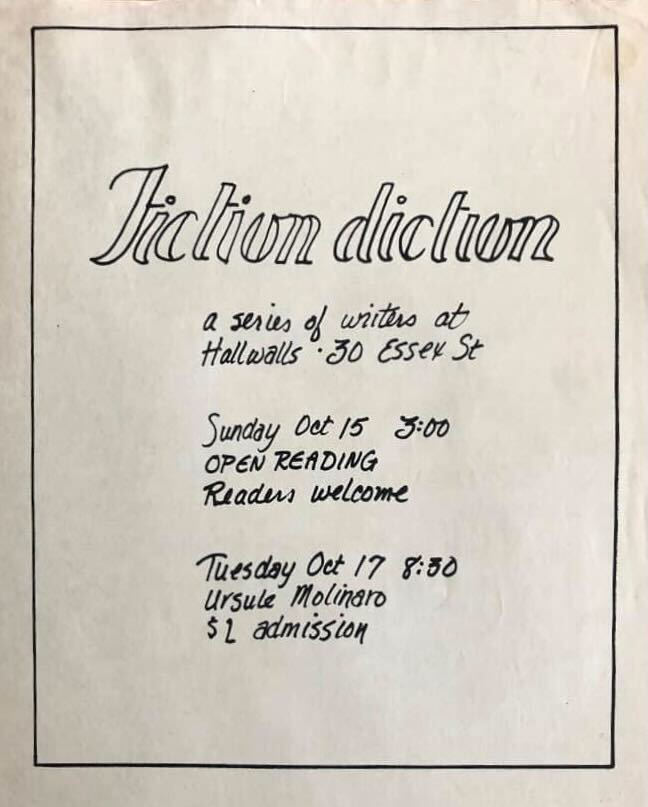 Fiction diction
a series of writers at
Hallwalls · 30 Essex St
Sunday Oct 15 3:00
OPEN READING
Readers welcome
Tuesday Oct 17 8:30
Ursule Molinaro
$1 admission